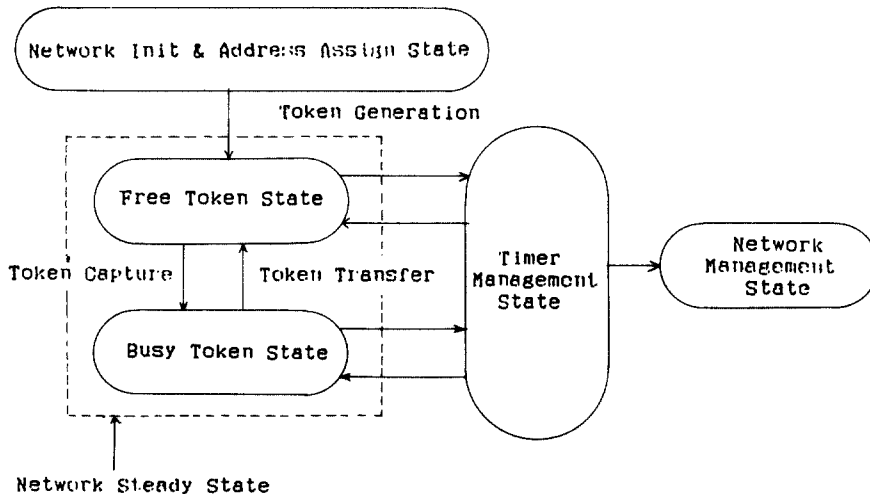 Network Init & Address Assign State
Token Generation
Free Token State
Token Capture
Token Transfer
Busy Token State
Timer
Management
State
Network
Management
State
Network Steady State